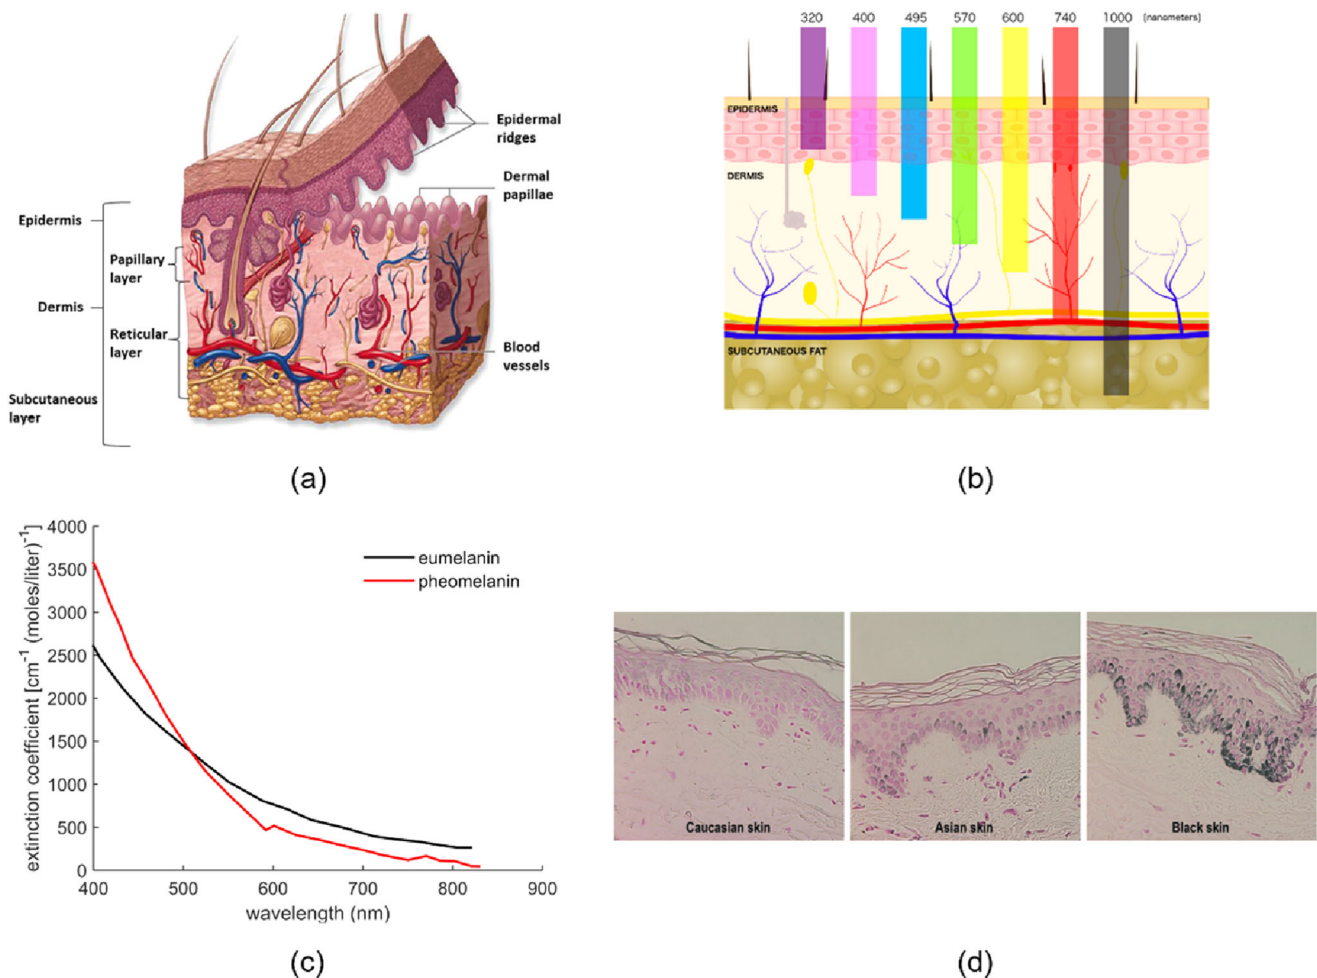 Epidermal
ridges
Dermal
papillae
Epidermis
Papillary
layer
Dermis
Reticular
layer
Blood
vessels
Subcutaneous
layer
(a)
320 400 495 570 600 740 1000 (nanometers)
EPIDERMIS
DERMIS
SUBCUTANEOUS FAT
(b)
4000
3500
3000
2500
2000
1500
1000
500
0
extinction coefficient [cm⁻¹ (moles/liter)⁻¹]
eumelanin
pheomelanin
400 500 600 700 800 900
wavelength (nm)
(c)
Caucasian skin
Asian skin
Black skin
(d)